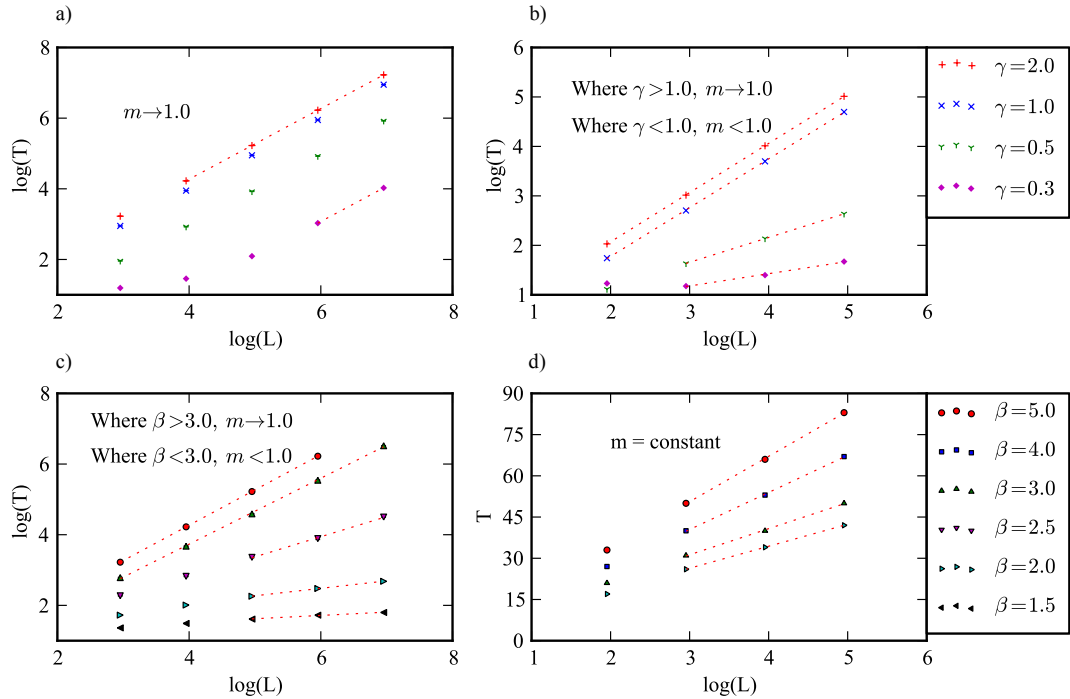 a)
b)
8
6
4
2
2
4
6
8
log(T)
log(L)
m→1.0
6
5
4
3
2
1
1
2
3
4
5
6
log(T)
log(L)
Where γ>1.0, m→1.0
Where γ<1.0, m<1.0
γ=2.0
γ=1.0
γ=0.5
γ=0.3
c)
d)
8
6
4
2
2
4
6
8
log(T)
log(L)
Where β>3.0, m→1.0
Where β<3.0, m<1.0
90
75
60
45
30
15
0
1
2
3
4
5
6
T
log(L)
m = constant
β=5.0
β=4.0
β=3.0
β=2.5
β=2.0
β=1.5